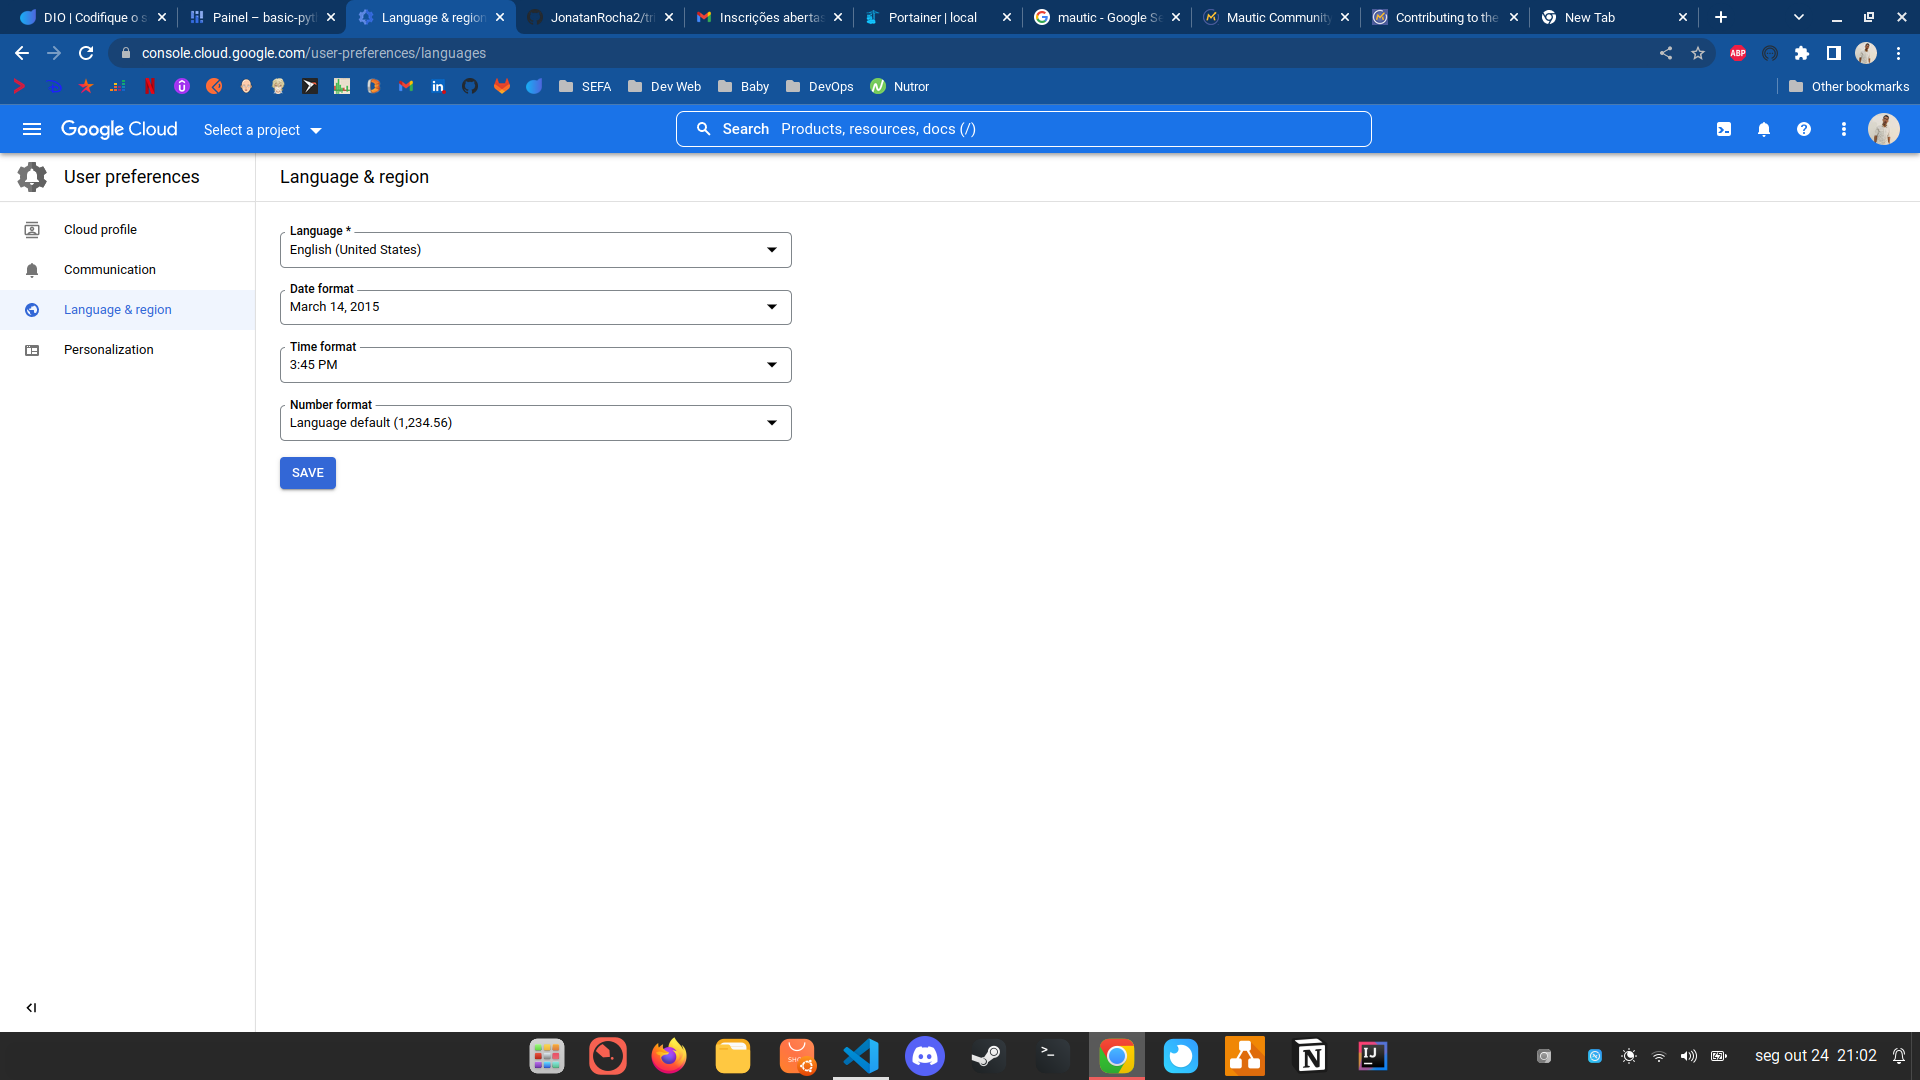 DIO | Codifique o s
Painel – basic-pyt
Language & region
JonatanRocha2/tri
Inscrições abertas
Portainer | local
mautic - Google Se
Mautic Community
Contributing to the
New Tab
console.cloud.google.com/user-preferences/languages
ABP
SEFA
Dev Web
Baby
DevOps
Nutror
Other bookmarks
Google Cloud
Select a project
Search Products, resources, docs (/)
User preferences
Language & region
Cloud profile
Communication
Language & region
Personalization
Language *
English (United States)
Date format
March 14, 2015
Time format
3:45 PM
Number format
Language default (1,234.56)
SAVE
seg out 24 21:02